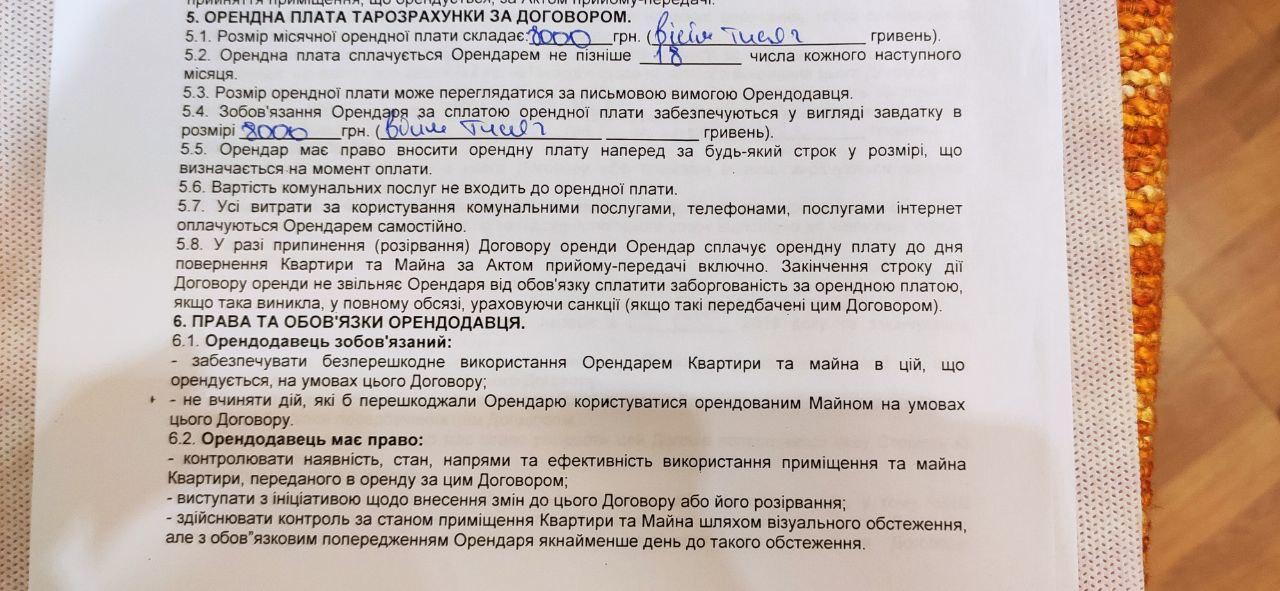 прийняття приміщення, що орендується, за Актом прийому-передачі.
5. ОРЕНДНА ПЛАТА ТАРОЗРАХУНКИ ЗА ДОГОВОРОМ.
5.1. Розмір місячної орендної плати складає: 8000 грн. (вісім тисяч гривень).
5.2. Орендна плата сплачується Орендарем не пізніше 18 числа кожного наступного
місяця.
5.3. Розмір орендної плати може переглядатися за письмовою вимогою Орендодавця.
5.4. Зобов'язання Орендаря за сплатою орендної плати забезпечуються у вигляді завдатку в
розмірі 8000 грн. (вісім тисяч гривень).
5.5. Орендар має право вносити орендну плату наперед за будь-який строк у розмірі, що
визначається на момент оплати.
5.6. Вартість комунальних послуг не входить до орендної плати.
5.7. Усі витрати за користування комунальними послугами, телефонами, послугами інтернет
оплачуються Орендарем самостійно.
5.8. У разі припинення (розірвання) Договору оренди Орендар сплачує орендну плату до дня
повернення Квартири та Майна за Актом прийому-передачі включно. Закінчення строку дії
Договору оренди не звільняє Орендаря від обов'язку сплатити заборгованість за орендною платою,
якщо така виникла, у повному обсязі, ураховуючи санкції (якщо такі передбачені цим Договором).
6. ПРАВА ТА ОБОВ'ЯЗКИ ОРЕНДОДАВЦЯ.
6.1. Орендодавець зобов'язаний:
- забезпечувати безперешкодне використання Орендарем Квартири та майна в цій, що
орендується, на умовах цього Договору;
- не вчиняти дій, які б перешкоджали Орендарю користуватися орендованим Майном на умовах
цього Договору.
6.2. Орендодавець має право:
- контролювати наявність, стан, напрями та ефективність використання приміщення та майна
Квартири, переданого в оренду за цим Договором;
- виступати з ініціативою щодо внесення змін до цього Договору або його розірвання;
- здійснювати контроль за станом приміщення Квартири та Майна шляхом візуального обстеження,
але з обов"язковим попередженням Орендаря якнайменше день до такого обстеження.